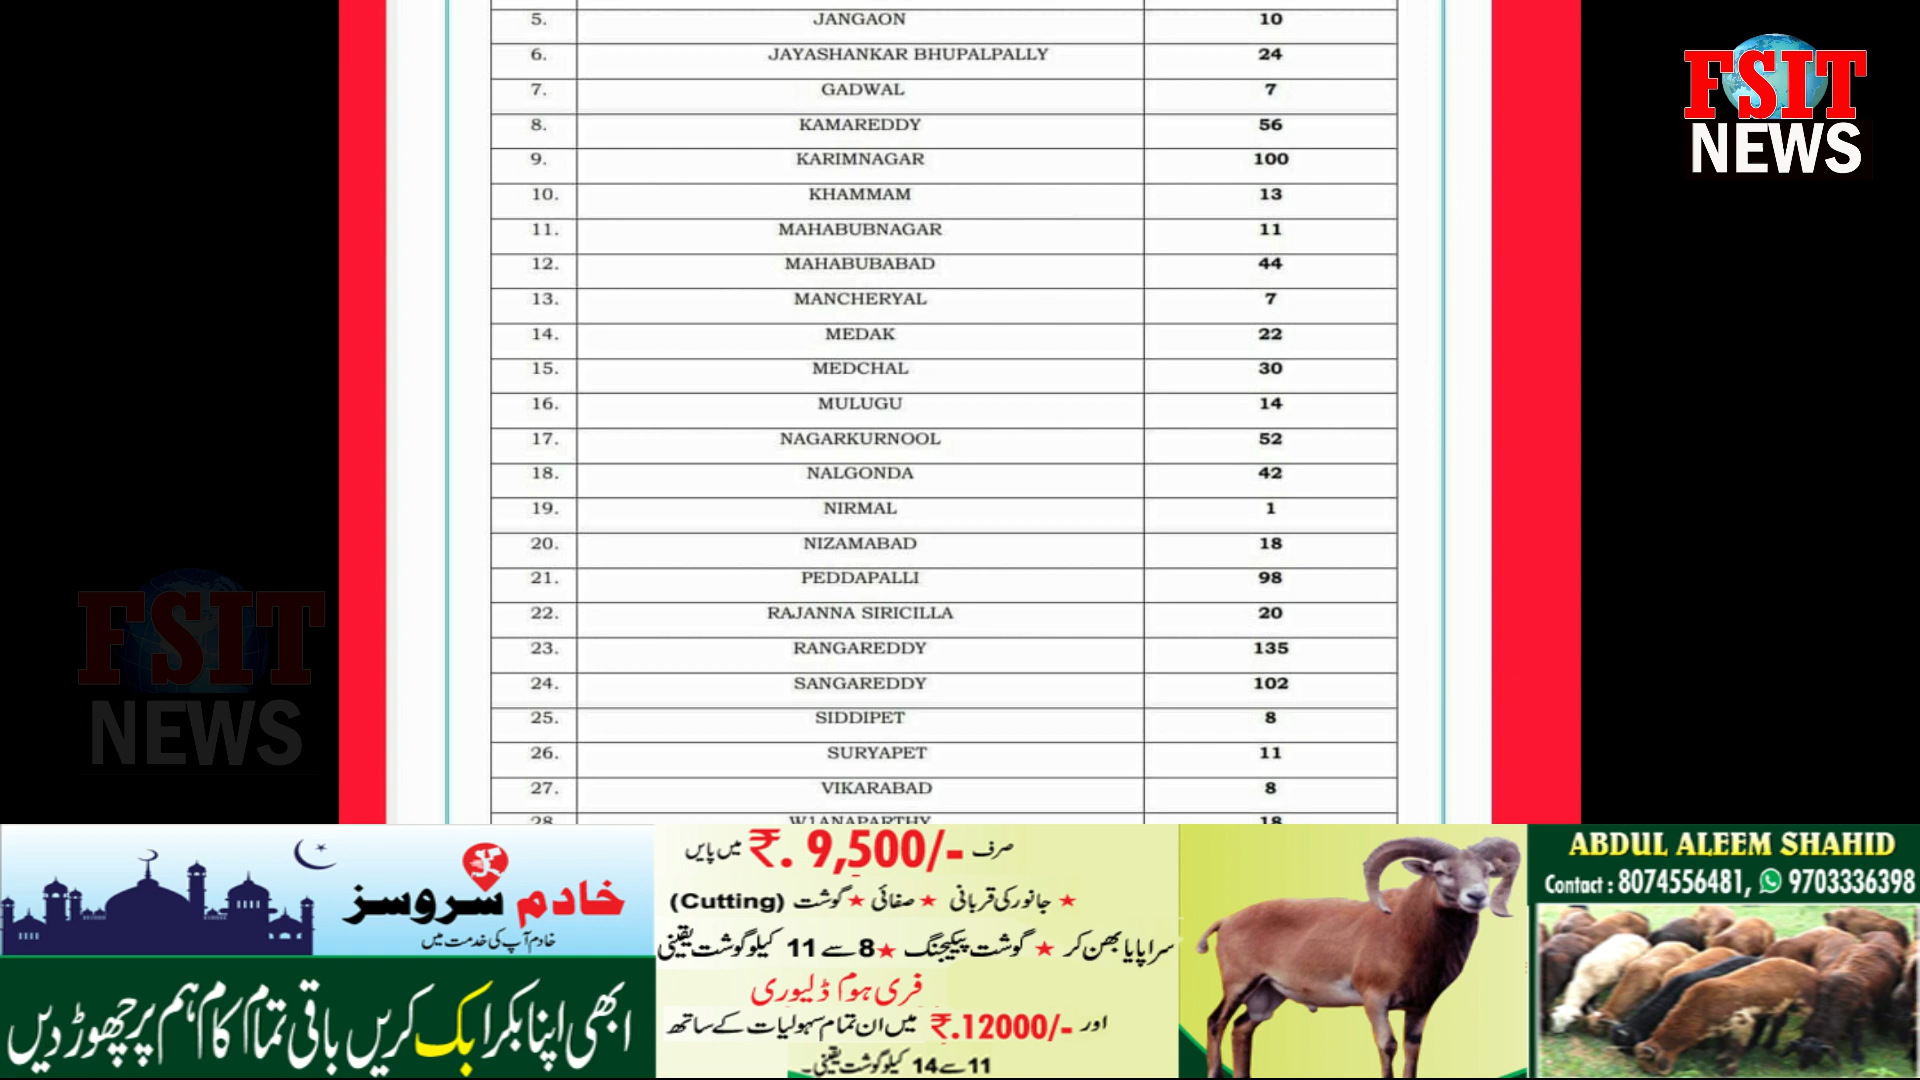 5. JANGAON 10
6. JAYASHANKAR BHUPALPALLY 24
7. GADWAL 7
8. KAMAREDDY 56
9. KARIMNAGAR 100
10. KHAMMAM 13
11. MAHABUBNAGAR 11
12. MAHABUBABAD 44
13. MANCHERYAL 7
14. MEDAK 22
15. MEDCHAL 30
16. MULUGU 14
17. NAGARKURNOOL 52
18. NALGONDA 42
19. NIRMAL 1
20. NIZAMABAD 18
21. PEDDAPALLI 98
22. RAJANNA SIRICILLA 20
23. RANGAREDDY 135
24. SANGAREDDY 102
25. SIDDIPET 8
26. SURYAPET 11
27. VIKARABAD 8
28. W1ANAPARTHY 18
FSIT
NEWS
FSIT
NEWS
خادم سروسز
خادم آپ کی خدمت میں
ابھی اپنا بکرا بک کریں باقی تمام کام ہم پر چھوڑ دیں
صرف ₹. 9,500/- میں پایں
★ جانور کی قربانی ★ صفائی ★ گوشت (Cutting)
سراپایا بھن کر ★ گوشت پیکیجنگ ★ 8 سے 11 کیلو گوشت یقینی
فری ہوم ڈلیوری
اور ₹.12000/- میں ان تمام سہولیات کے ساتھ
11 سے 14 کیلو گوشت یقینی۔
ABDUL ALEEM SHAHID
Contact : 8074556481, 9703336398